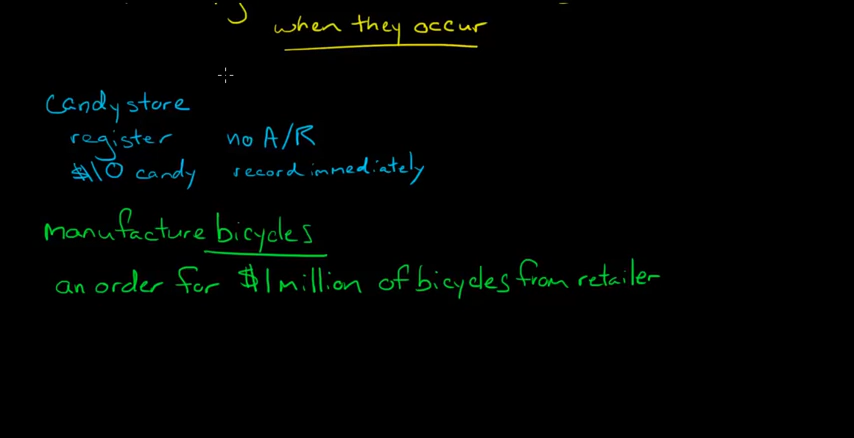 when they occur
Candy store
register no A/R
$10 candy record immediately
Manufacture bicycles
an order for $1 million of bicycles from retailer